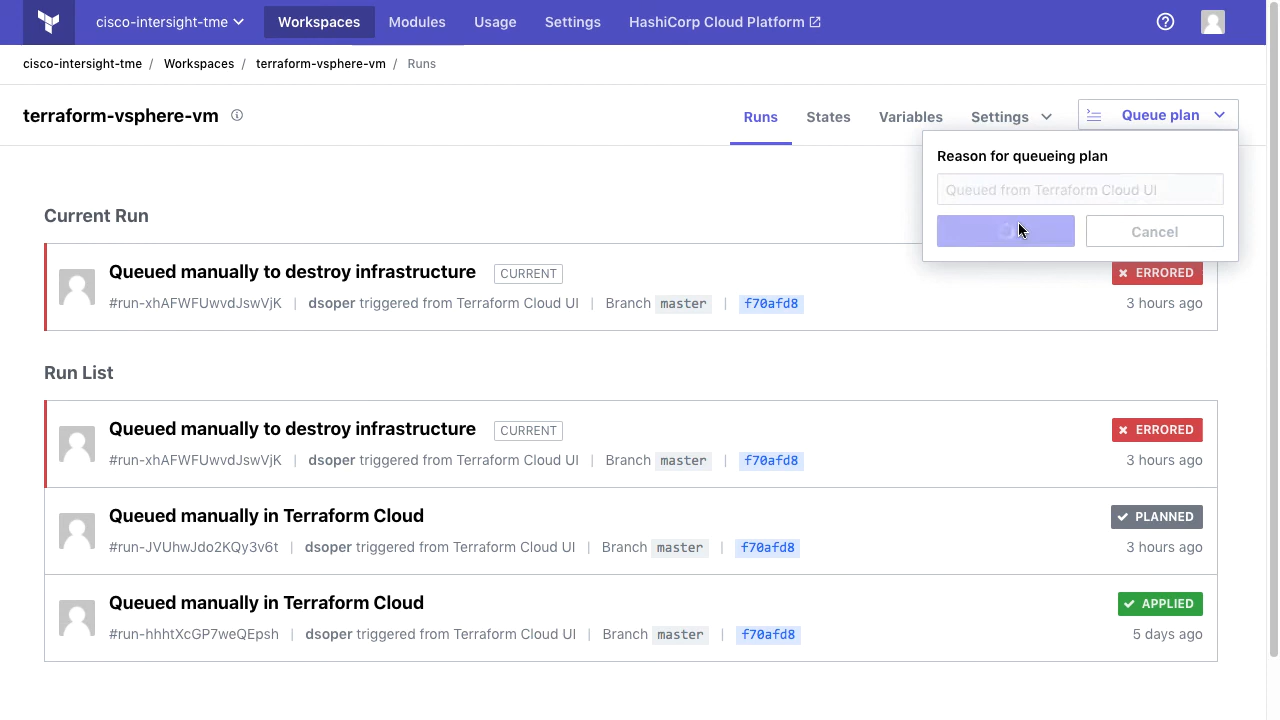 cisco-intersight-tme Workspaces Modules Usage Settings HashiCorp Cloud Platform
cisco-intersight-tme / Workspaces / terraform-vsphere-vm / Runs
terraform-vsphere-vm Runs States Variables Settings Queue plan
Reason for queueing plan
Queued from Terraform Cloud UI
Cancel
Current Run
Queued manually to destroy infrastructure CURRENT ERRORED
#run-xhAFWFUwvdJswVjK | dsoper triggered from Terraform Cloud UI | Branch master | f70afd8 3 hours ago
Run List
Queued manually to destroy infrastructure CURRENT ERRORED
#run-xhAFWFUwvdJswVjK | dsoper triggered from Terraform Cloud UI | Branch master | f70afd8 3 hours ago
Queued manually in Terraform Cloud PLANNED
#run-JVUhwJdo2KQy3v6t | dsoper triggered from Terraform Cloud UI | Branch master | f70afd8 3 hours ago
Queued manually in Terraform Cloud APPLIED
#run-hhhtXcGP7weQEpsh | dsoper triggered from Terraform Cloud UI | Branch master | f70afd8 5 days ago